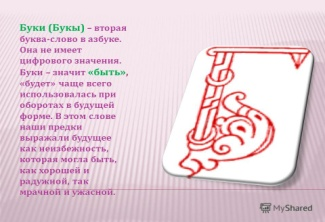 Буки (Букы) – вторая
буква-слово в азбуке.
Она не имеет
цифрового значения.
Буки – значит «быть»,
«будет» чаще всего
использовалась при
оборотах в будущей
форме. В этом слове
наши предки
выражали будущее
как неизбежность,
которая могла быть,
как хорошей и
радужной, так
мрачной и ужасной.
MyShared